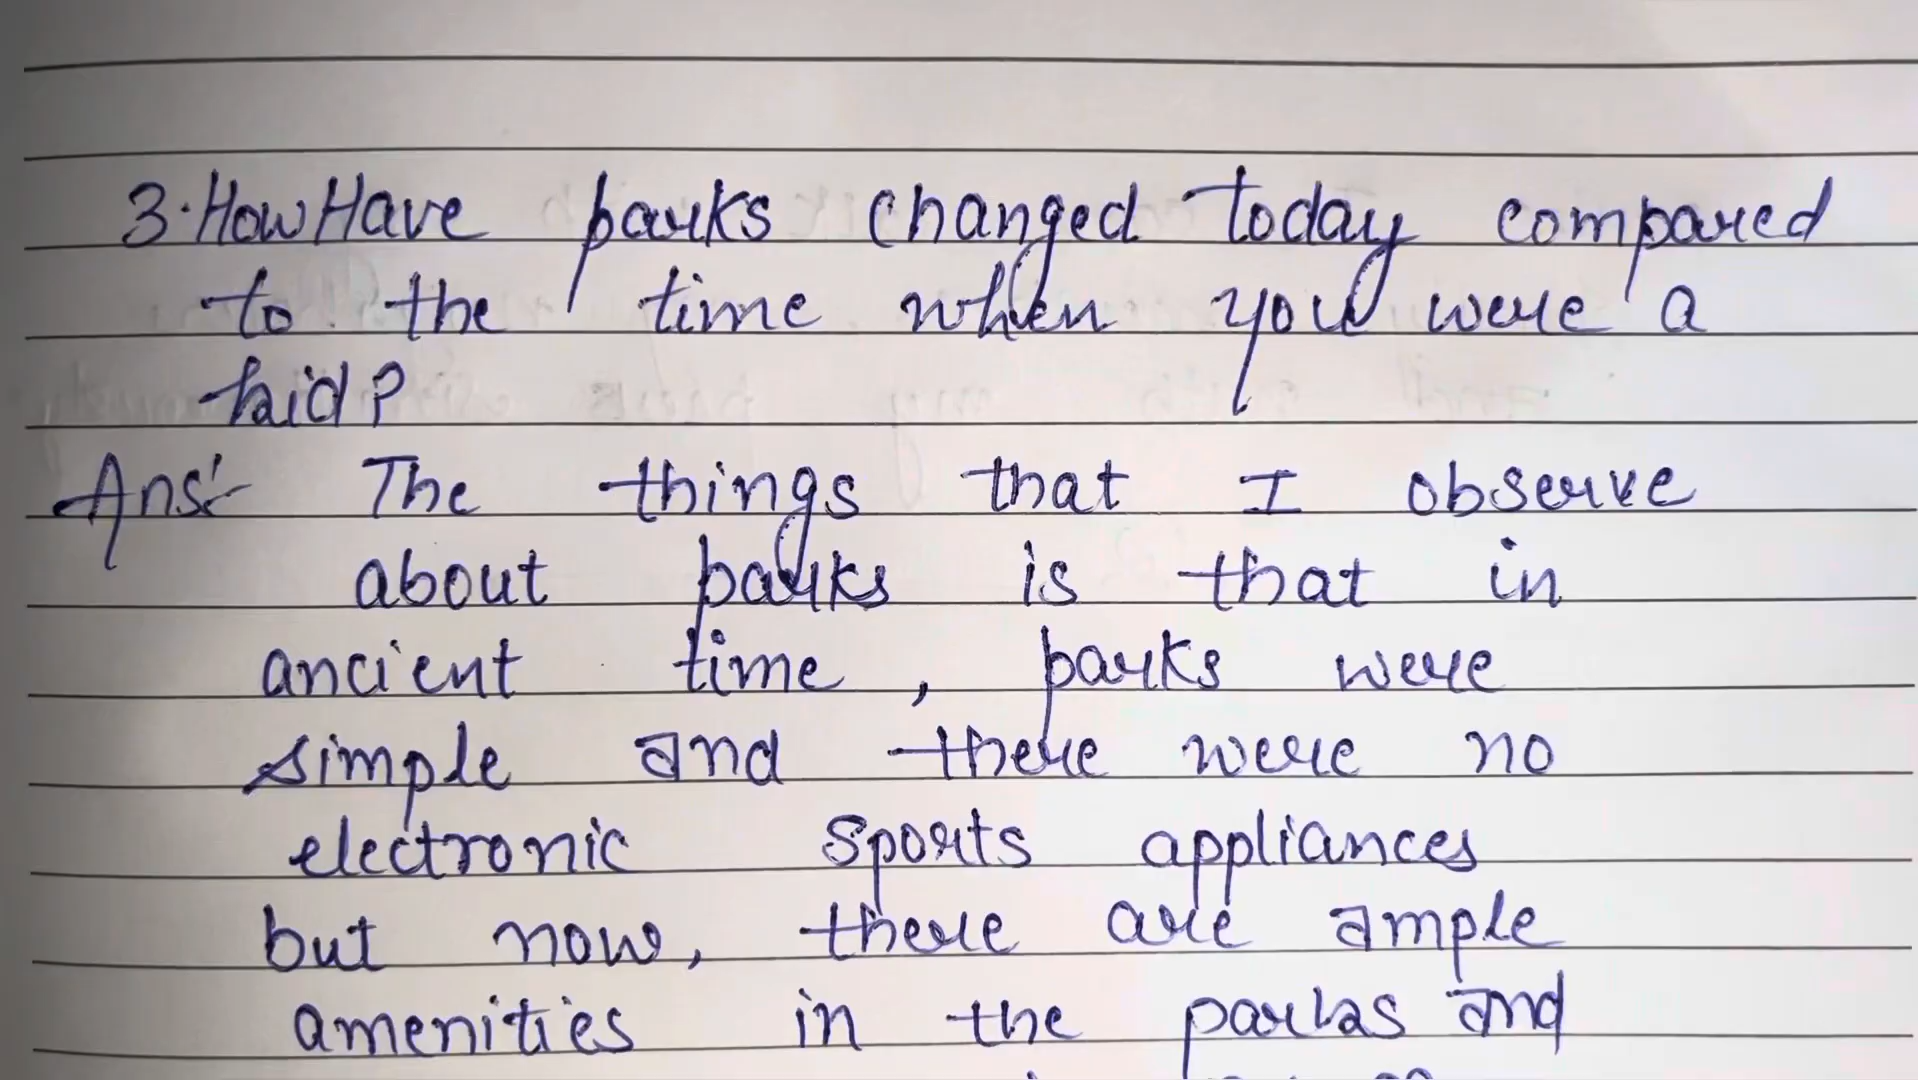 3. How Have parks changed today compared
to the time when you were a
kid?
Ans:- The things that I observe
about parks is that in
ancient time, parks were
simple and there were no
electronic sports appliances
but now, there are ample
amenities in the parks and